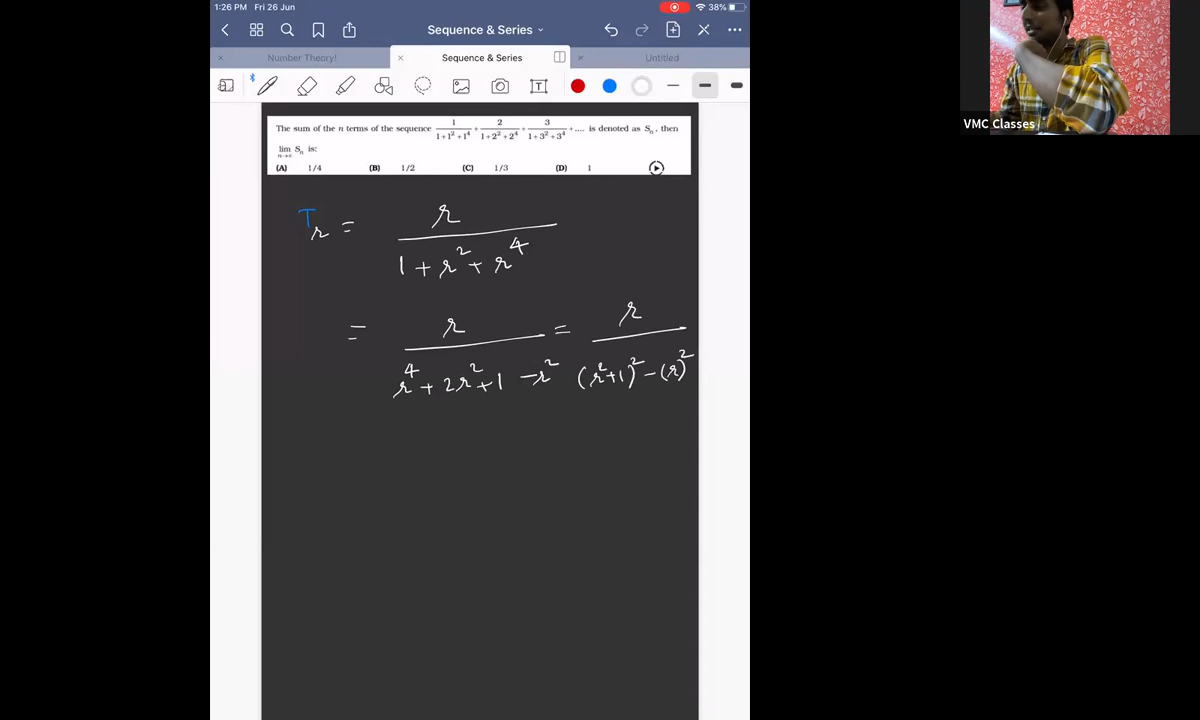 1:26 PM Fri 26 Jun 38%
Sequence & Series
Number Theory! Sequence & Series Untitled
The sum of the n terms of the sequence 1/(1+1²+1⁴) + 2/(1+2²+2⁴) + 3/(1+3²+3⁴) + .... is denoted as Sₙ, then
lim n→∞ Sₙ is:
(A) 1/4 (B) 1/2 (C) 1/3 (D) 1
T_r = r/(1+r²+r⁴)
= r/(r⁴+2r²+1 −r²) = r/((r²+1)²−(r)²)
VMC Classes